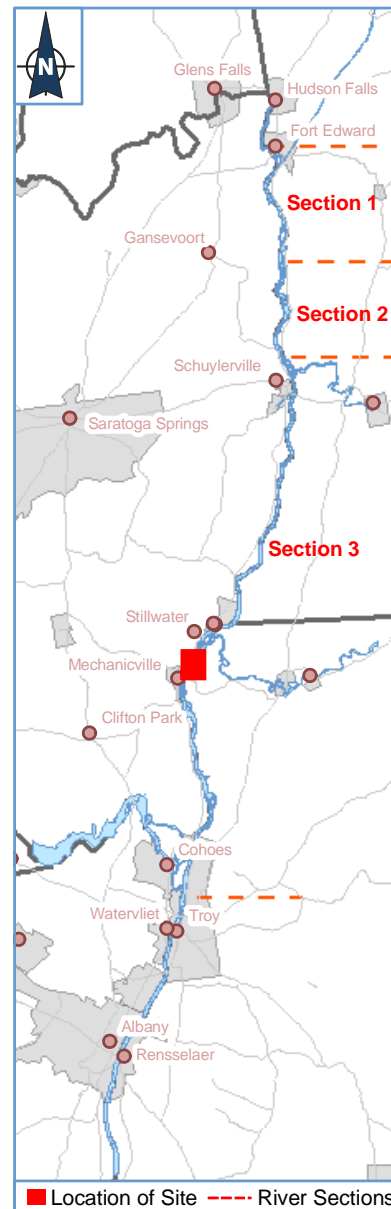 N
Glens Falls
Hudson Falls
Fort Edward
Section 1
Gansevoort
Section 2
Schuylerville
Saratoga Springs
Section 3
Stillwater
Mechanicville
Clifton Park
Cohoes
Watervliet
Troy
Albany
Rensselaer
Location of Site
River Sections